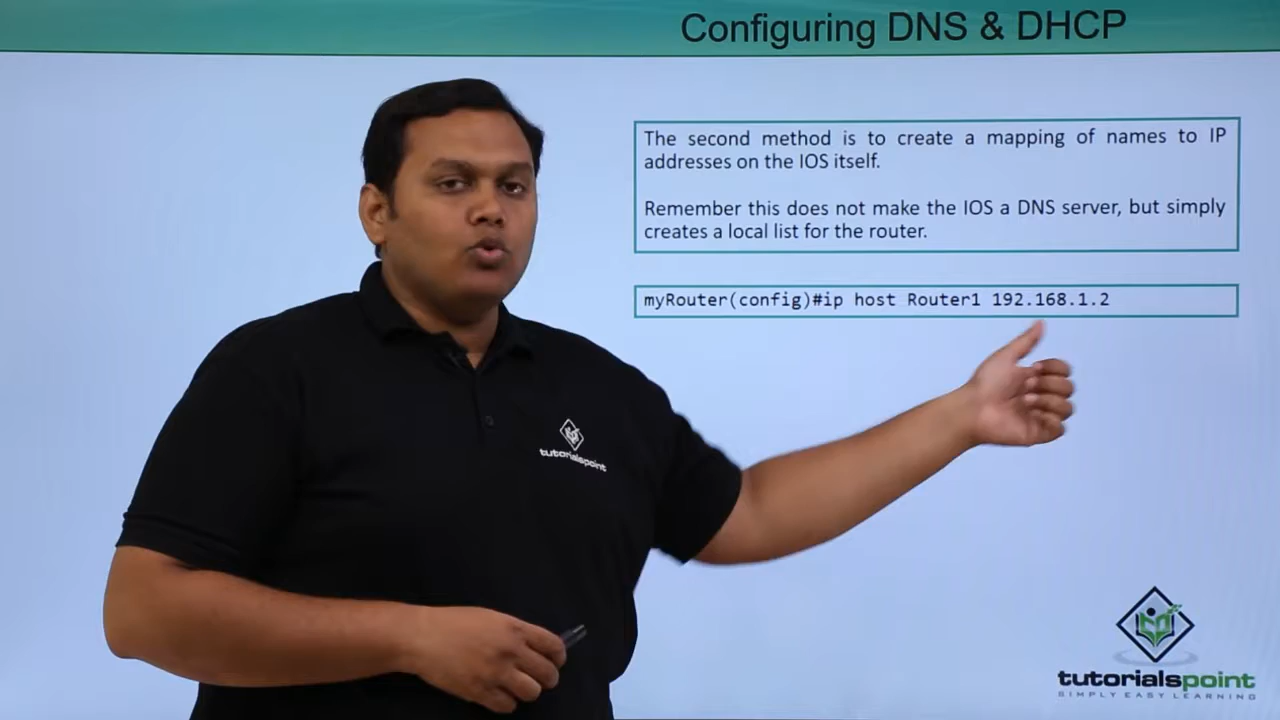 Configuring DNS & DHCP
The second method is to create a mapping of names to IP
addresses on the IOS itself.
Remember this does not make the IOS a DNS server, but simply
creates a local list for the router.
myRouter(config)#ip host Router1 192.168.1.2
tutorialspoint
tutorialspoint
SIMPLY EASY LEARNING